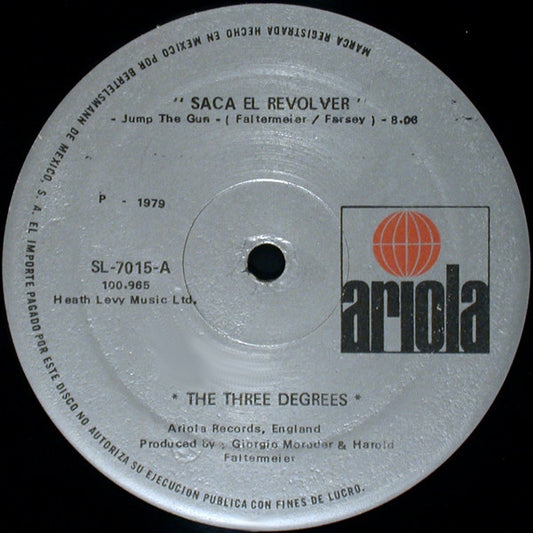 MARCA REGISTRADA HECHO EN MEXICO POR BERTELSMANN DE MEXICO, S. A. EL IMPORTE PAGADO POR ESTE DISCO NO AUTORIZA SU EJECUCION PUBLICA CON FINES DE LUCRO.
" SACA EL REVOLVER "
- Jump The Gun - ( Faltermeier / Farsey ) - 8.06
P - 1979
SL-7015-A
100.965
Heath Levy Music Ltd.
ariola
* THE THREE DEGREES *
Ariola Records, England
Produced by : Giorgio Moroder & Harold
Faltermeier